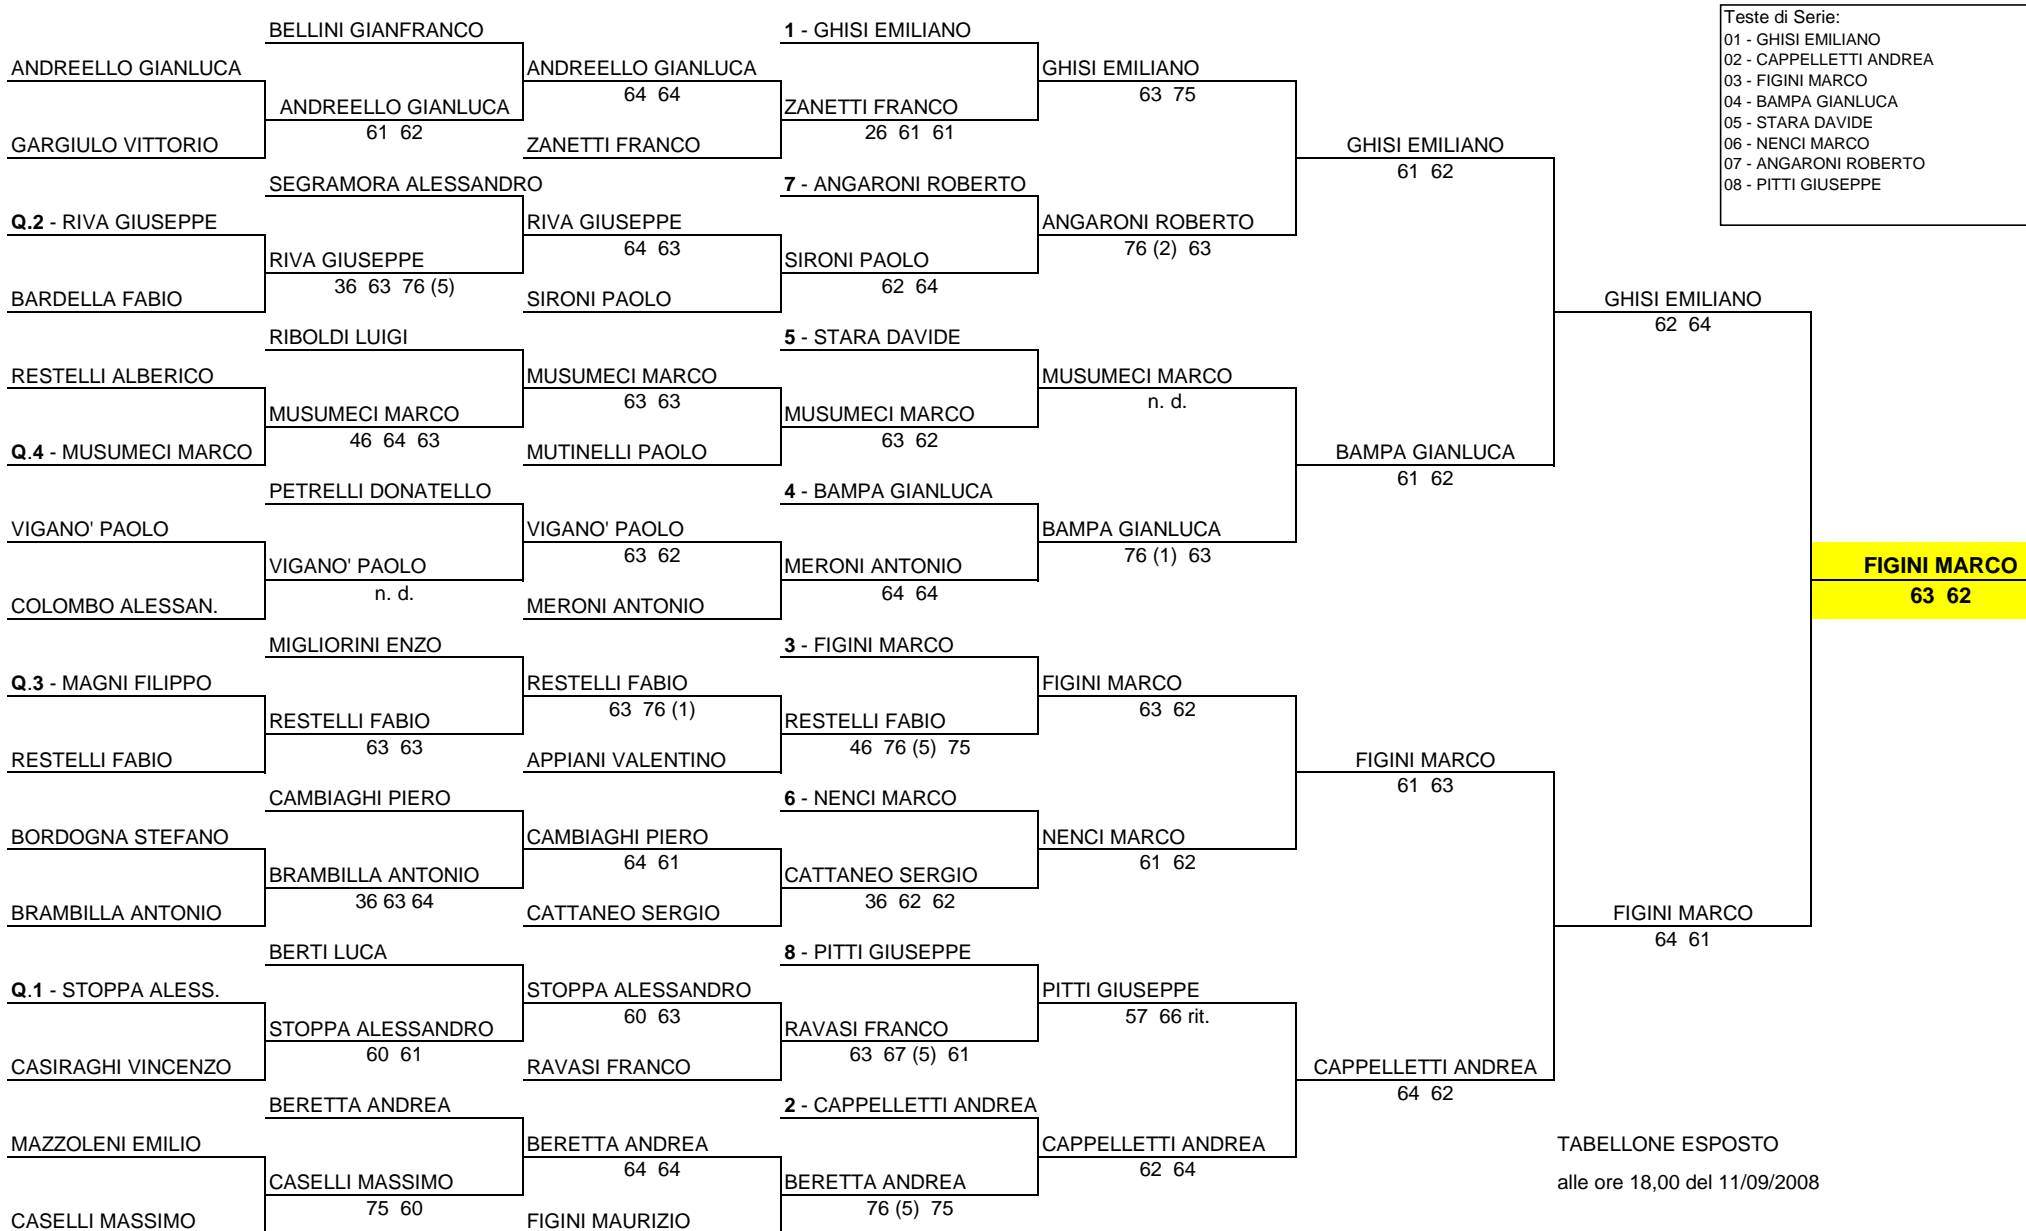 BELLINI GIANFRANCO
1 - GHISI EMILIANO
Teste di Serie:
01 - GHISI EMILIANO
02 - CAPPELLETTI ANDREA
03 - FIGINI MARCO
04 - BAMPA GIANLUCA
05 - STARA DAVIDE
06 - NENCI MARCO
07 - ANGARONI ROBERTO
08 - PITTI GIUSEPPE
ANDREELLO GIANLUCA
ANDREELLO GIANLUCA
GHISI EMILIANO
64 64
63 75
ANDREELLO GIANLUCA
ZANETTI FRANCO
61 62
26 61 61
GARGIULO VITTORIO
ZANETTI FRANCO
GHISI EMILIANO
61 62
SEGRAMORA ALESSANDRO
7 - ANGARONI ROBERTO
Q.2 - RIVA GIUSEPPE
RIVA GIUSEPPE
ANGARONI ROBERTO
64 63
76 (2) 63
RIVA GIUSEPPE
SIRONI PAOLO
36 63 76 (5)
62 64
BARDELLA FABIO
SIRONI PAOLO
GHISI EMILIANO
62 64
RIBOLDI LUIGI
5 - STARA DAVIDE
RESTELLI ALBERICO
MUSUMECI MARCO
MUSUMECI MARCO
63 63
n. d.
MUSUMECI MARCO
MUSUMECI MARCO
46 64 63
63 62
Q.4 - MUSUMECI MARCO
MUTINELLI PAOLO
BAMPA GIANLUCA
61 62
PETRELLI DONATELLO
4 - BAMPA GIANLUCA
VIGANO' PAOLO
VIGANO' PAOLO
BAMPA GIANLUCA
63 62
76 (1) 63
VIGANO' PAOLO
MERONI ANTONIO
FIGINI MARCO
n. d.
64 64
63 62
COLOMBO ALESSAN.
MERONI ANTONIO
MIGLIORINI ENZO
3 - FIGINI MARCO
Q.3 - MAGNI FILIPPO
RESTELLI FABIO
FIGINI MARCO
63 76 (1)
63 62
RESTELLI FABIO
RESTELLI FABIO
63 63
46 76 (5) 75
RESTELLI FABIO
APPIANI VALENTINO
FIGINI MARCO
61 63
CAMBIAGHI PIERO
6 - NENCI MARCO
BORDOGNA STEFANO
CAMBIAGHI PIERO
NENCI MARCO
64 61
61 62
BRAMBILLA ANTONIO
CATTANEO SERGIO
36 63 64
36 62 62
BRAMBILLA ANTONIO
CATTANEO SERGIO
FIGINI MARCO
64 61
BERTI LUCA
8 - PITTI GIUSEPPE
Q.1 - STOPPA ALESS.
STOPPA ALESSANDRO
PITTI GIUSEPPE
60 63
57 66 rit.
STOPPA ALESSANDRO
RAVASI FRANCO
60 61
63 67 (5) 61
CASIRAGHI VINCENZO
RAVASI FRANCO
CAPPELLETTI ANDREA
64 62
BERETTA ANDREA
2 - CAPPELLETTI ANDREA
MAZZOLENI EMILIO
BERETTA ANDREA
CAPPELLETTI ANDREA
TABELLONE ESPOSTO
64 64
62 64
CASELLI MASSIMO
BERETTA ANDREA
alle ore 18,00 del 11/09/2008
75 60
76 (5) 75
CASELLI MASSIMO
FIGINI MAURIZIO